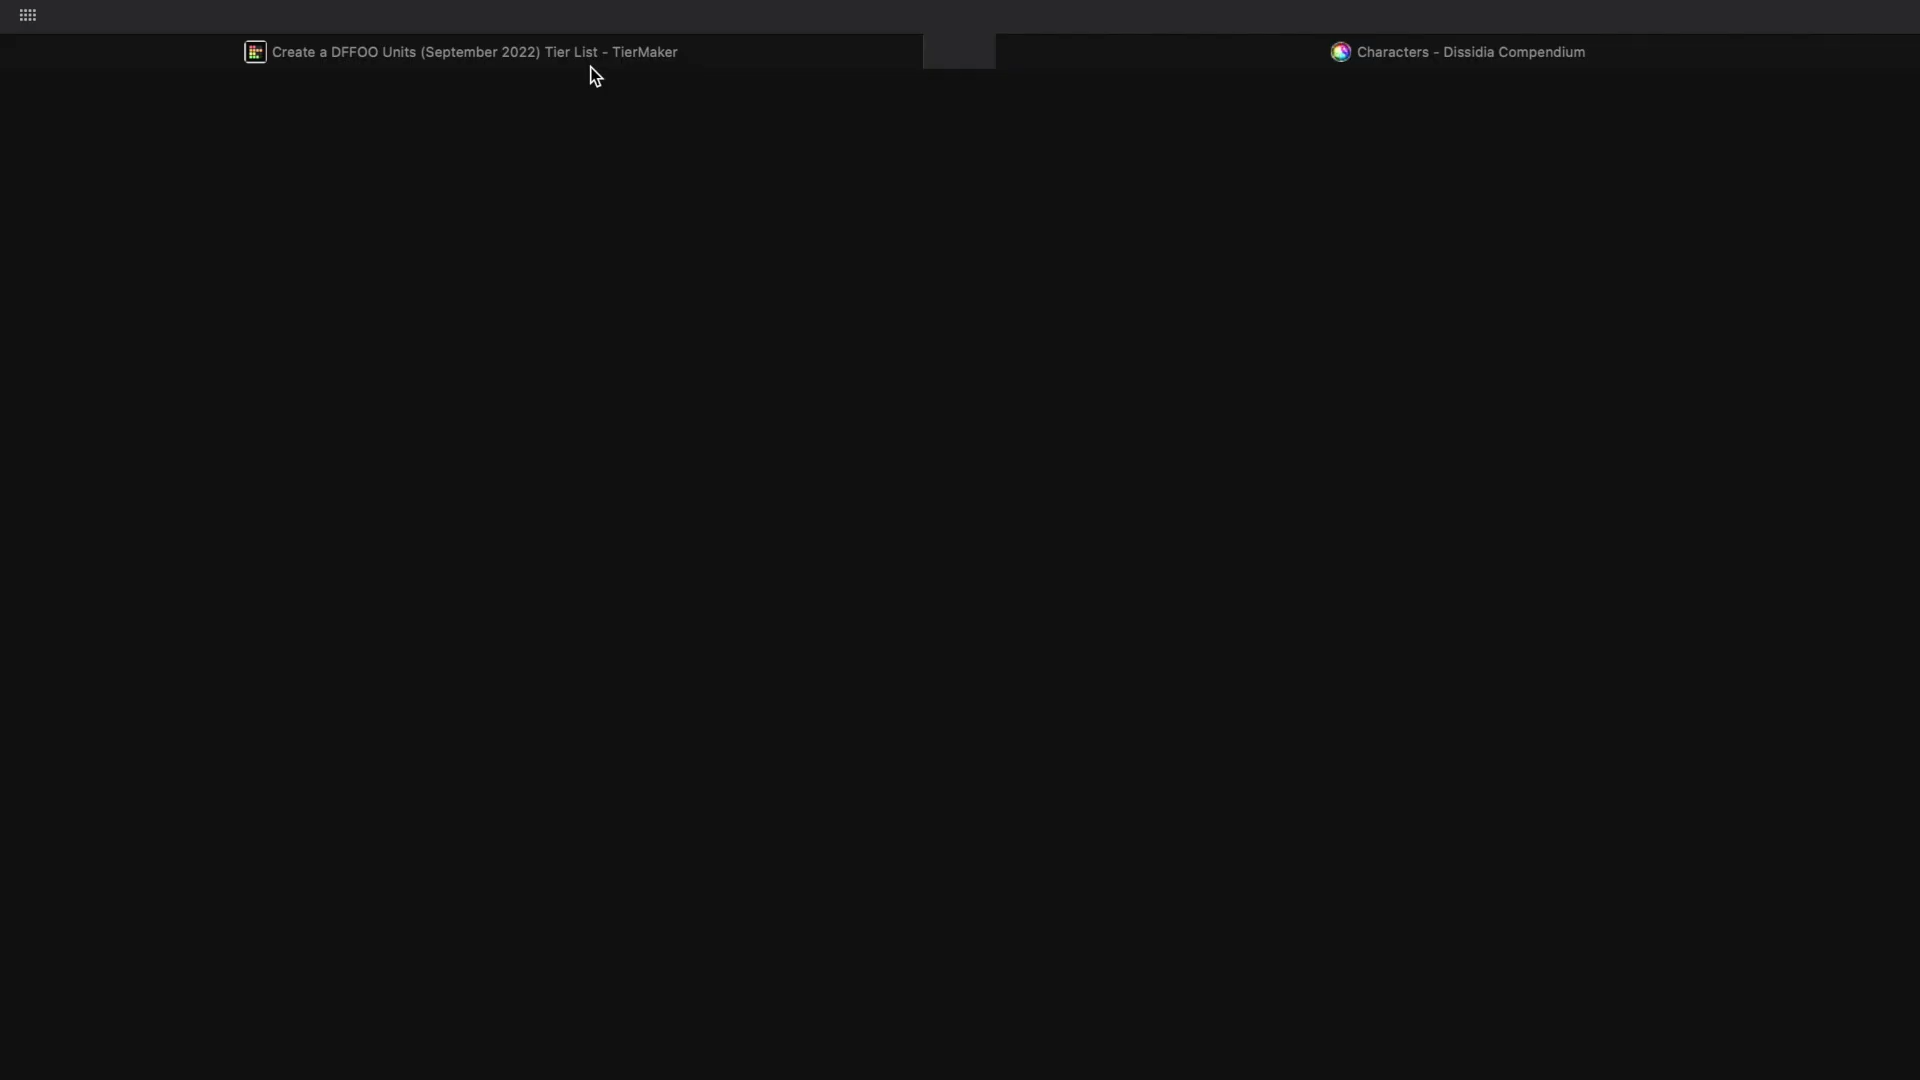 Create a DFFOO Units (September 2022) Tier List - TierMaker
Characters - Dissidia Compendium